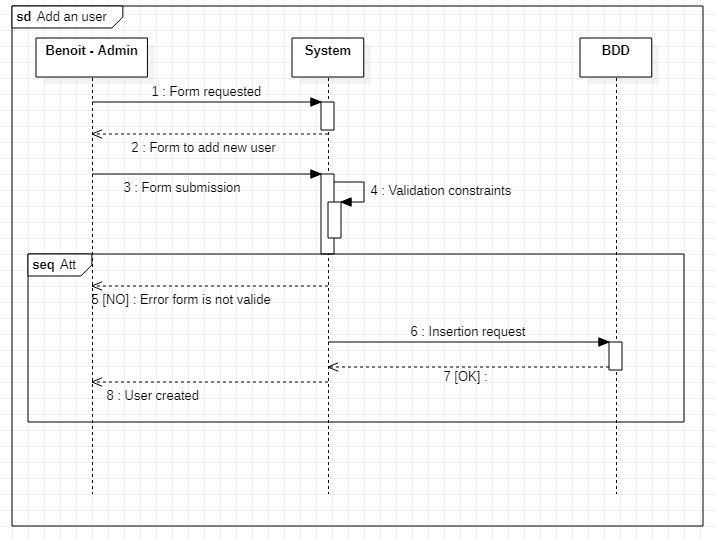 sd Add an user
Benoit - Admin
System
BDD
1 : Form requested
2 : Form to add new user
3 : Form submission
4 : Validation constraints
seq Att
5 [NO] : Error form is not valide
6 : Insertion request
7 [OK] :
8 : User created